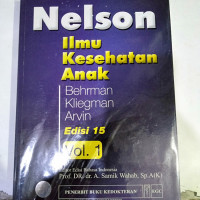 Nelson
Ilmu
Kesehatan
Anak
Behrman
Kliegman
Arvin
Edisi 15
Vol. 1
Edisi Bahasa Indonesia
Prof. DR. dr. A. Samik Wahab, Sp.A(K)
PENERBIT BUKU KEDOKTERAN
EGC